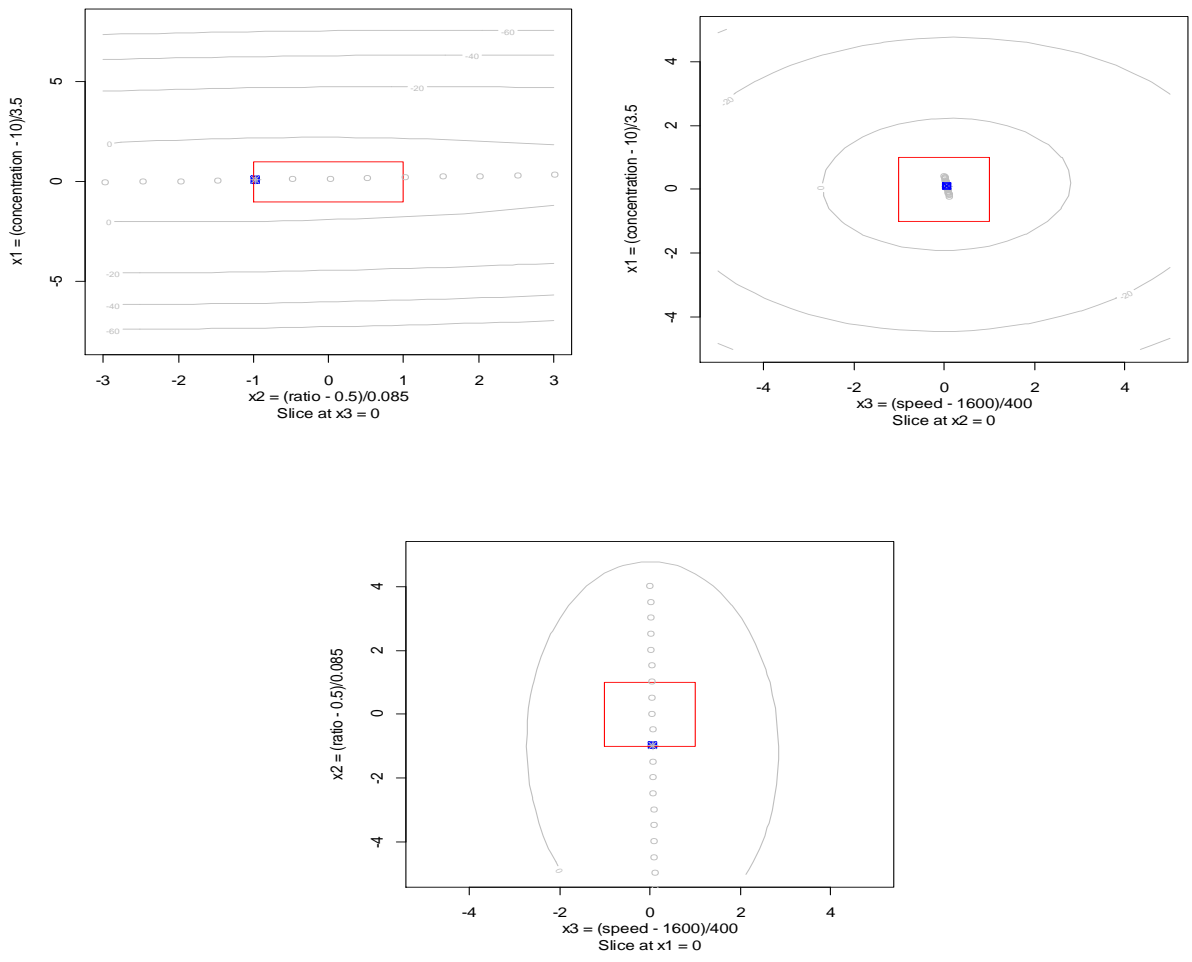 -60
-40
-20
0
0
-20
-40
-60
5
0
-5
x1 = (concentration - 10)/3.5
-3 -2 -1 0 1 2 3
x2 = (ratio - 0.5)/0.085
Slice at x3 = 0
-20
0
-20
4
2
0
-2
-4
x1 = (concentration - 10)/3.5
-4 -2 0 2 4
x3 = (speed - 1600)/400
Slice at x2 = 0
4
2
0
-2
-4
0
x2 = (ratio - 0.5)/0.085
-4 -2 0 2 4
x3 = (speed - 1600)/400
Slice at x1 = 0